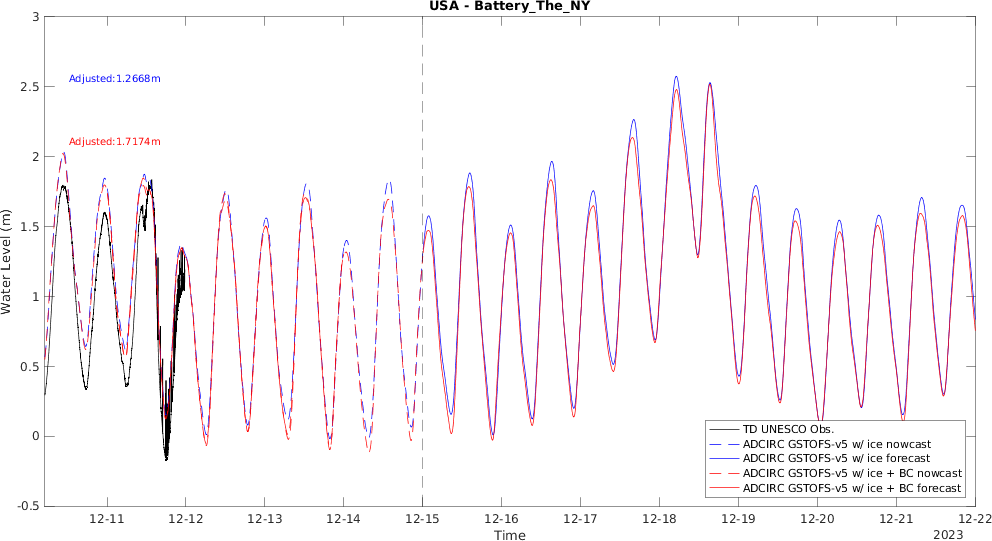 USA - Battery_The_NY
Adjusted:1.2668m
Adjusted:1.7174m
Water Level (m)
3
2.5
2
1.5
1
0.5
0
-0.5
TD UNESCO Obs.
ADCIRC GSTOFS-v5 w/ ice nowcast
ADCIRC GSTOFS-v5 w/ ice forecast
ADCIRC GSTOFS-v5 w/ ice + BC nowcast
ADCIRC GSTOFS-v5 w/ ice + BC forecast
12-11 12-12 12-13 12-14 12-15 12-16 12-17 12-18 12-19 12-20 12-21 12-22
Time
2023